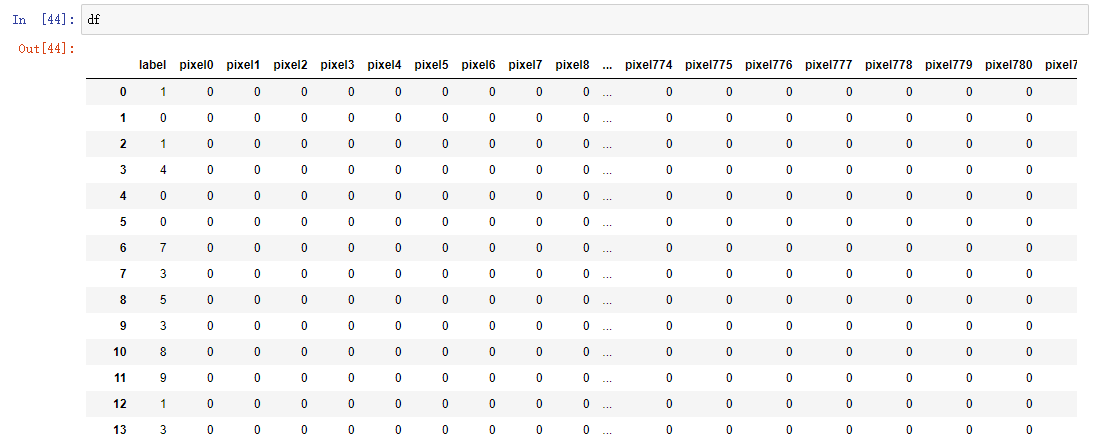 In [44]: df
Out[44]:
label pixel0 pixel1 pixel2 pixel3 pixel4 pixel5 pixel6 pixel7 pixel8 ... pixel774 pixel775 pixel776 pixel777 pixel778 pixel779 pixel780 pixel7
0 1 0 0 0 0 0 0 0 0 0 ... 0 0 0 0 0 0 0
1 0 0 0 0 0 0 0 0 0 0 ... 0 0 0 0 0 0 0
2 1 0 0 0 0 0 0 0 0 0 ... 0 0 0 0 0 0 0
3 4 0 0 0 0 0 0 0 0 0 ... 0 0 0 0 0 0 0
4 0 0 0 0 0 0 0 0 0 0 ... 0 0 0 0 0 0 0
5 0 0 0 0 0 0 0 0 0 0 ... 0 0 0 0 0 0 0
6 7 0 0 0 0 0 0 0 0 0 ... 0 0 0 0 0 0 0
7 3 0 0 0 0 0 0 0 0 0 ... 0 0 0 0 0 0 0
8 5 0 0 0 0 0 0 0 0 0 ... 0 0 0 0 0 0 0
9 3 0 0 0 0 0 0 0 0 0 ... 0 0 0 0 0 0 0
10 8 0 0 0 0 0 0 0 0 0 ... 0 0 0 0 0 0 0
11 9 0 0 0 0 0 0 0 0 0 ... 0 0 0 0 0 0 0
12 1 0 0 0 0 0 0 0 0 0 ... 0 0 0 0 0 0 0
13 3 0 0 0 0 0 0 0 0 0 ... 0 0 0 0 0 0 0